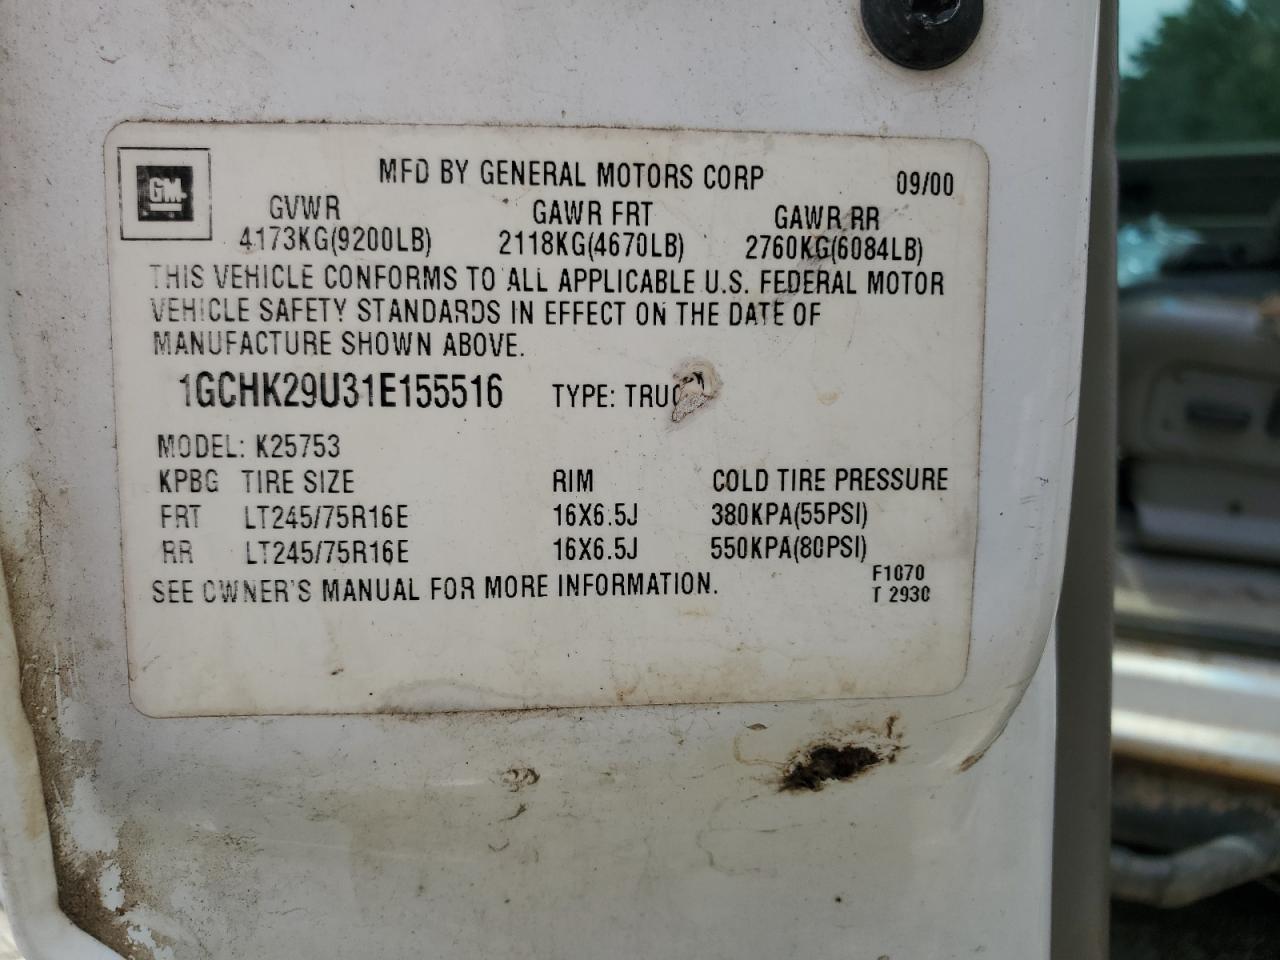 MFD BY GENERAL MOTORS CORP 09/00
GM
GVWR GAWR FRT GAWR RR
4173KG(9200LB) 2118KG(4670LB) 2760KG(6084LB)
THIS VEHICLE CONFORMS TO ALL APPLICABLE U.S. FEDERAL MOTOR
VEHICLE SAFETY STANDARDS IN EFFECT ON THE DATE OF
MANUFACTURE SHOWN ABOVE.
1GCHK29U31E155516 TYPE: TRUC
MODEL: K25753
KPBG TIRE SIZE RIM COLD TIRE PRESSURE
FRT LT245/75R16E 16X6.5J 380KPA(55PSI)
RR LT245/75R16E 16X6.5J 550KPA(80PSI)
SEE OWNER'S MANUAL FOR MORE INFORMATION.
F1070
T 2930